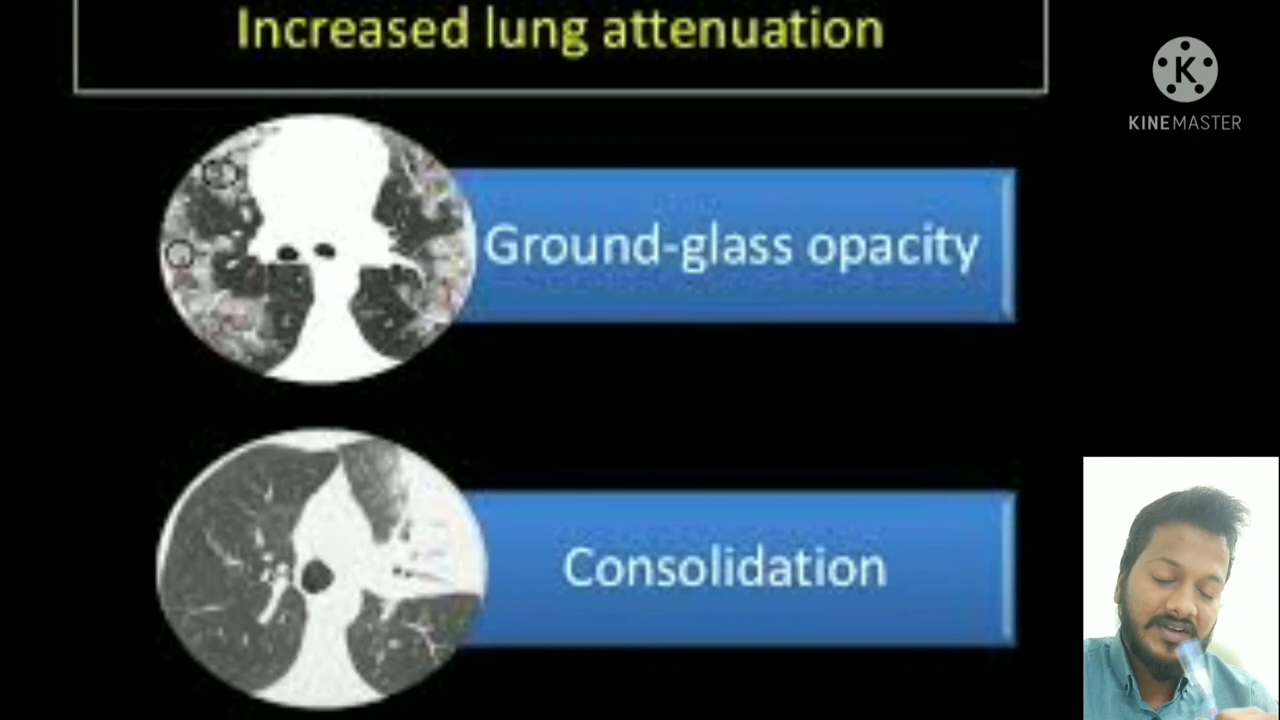 Increased lung attenuation
K
KINEMASTER
Ground-glass opacity
Consolidation